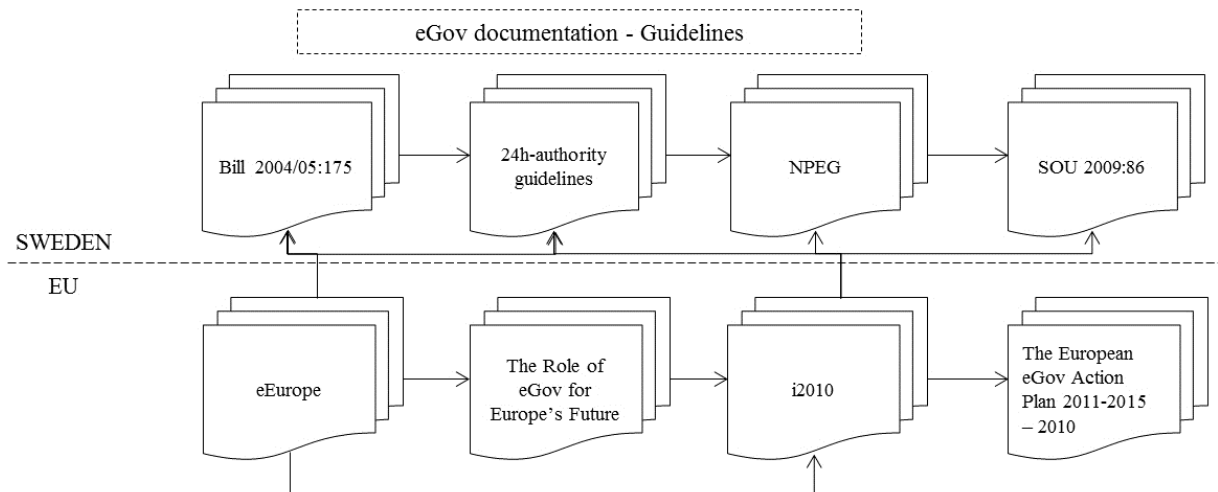 eGov documentation - Guidelines
Bill 2004/05:175
24h-authority
guidelines
NPEG
SOU 2009:86
SWEDEN
EU
eEurope
The Role of
eGov for
Europe's Future
i2010
The European
eGov Action
Plan 2011-2015
– 2010